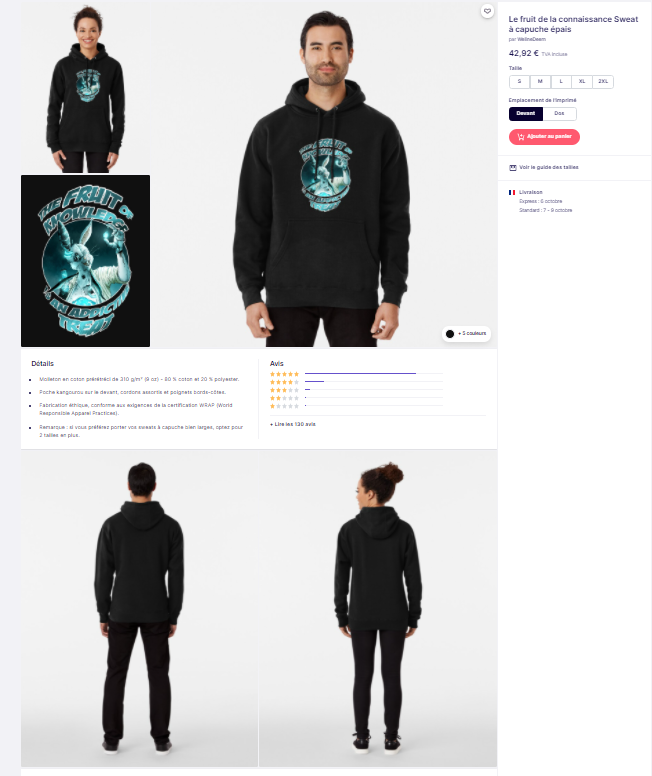 THE FRUIT OF
KNOWLEDGE
IS AN ADDICTIVE
TREAT
+ 5 couleurs
Le fruit de la connaissance Sweat
à capuche épais
par WelineDeem
42,92 € TVA incluse
Taille
S M L XL 2XL
Emplacement de l'imprimé
Devant Dos
Ajouter au panier
Voir le guide des tailles
Livraison
Express : 6 octobre
Standard : 7 - 9 octobre
Détails
Molleton en coton prérétréci de 310 g/m² (9 oz) - 80 % coton et 20 % polyester.
Poche kangourou sur le devant, cordons assortis et poignets bords-côtes.
Fabrication éthique, conforme aux exigences de la certification WRAP (World
Responsible Apparel Practices).
Remarque : si vous préférez porter vos sweats à capuche bien larges, optez pour
2 tailles en plus.
Avis
+ Lire les 130 avis